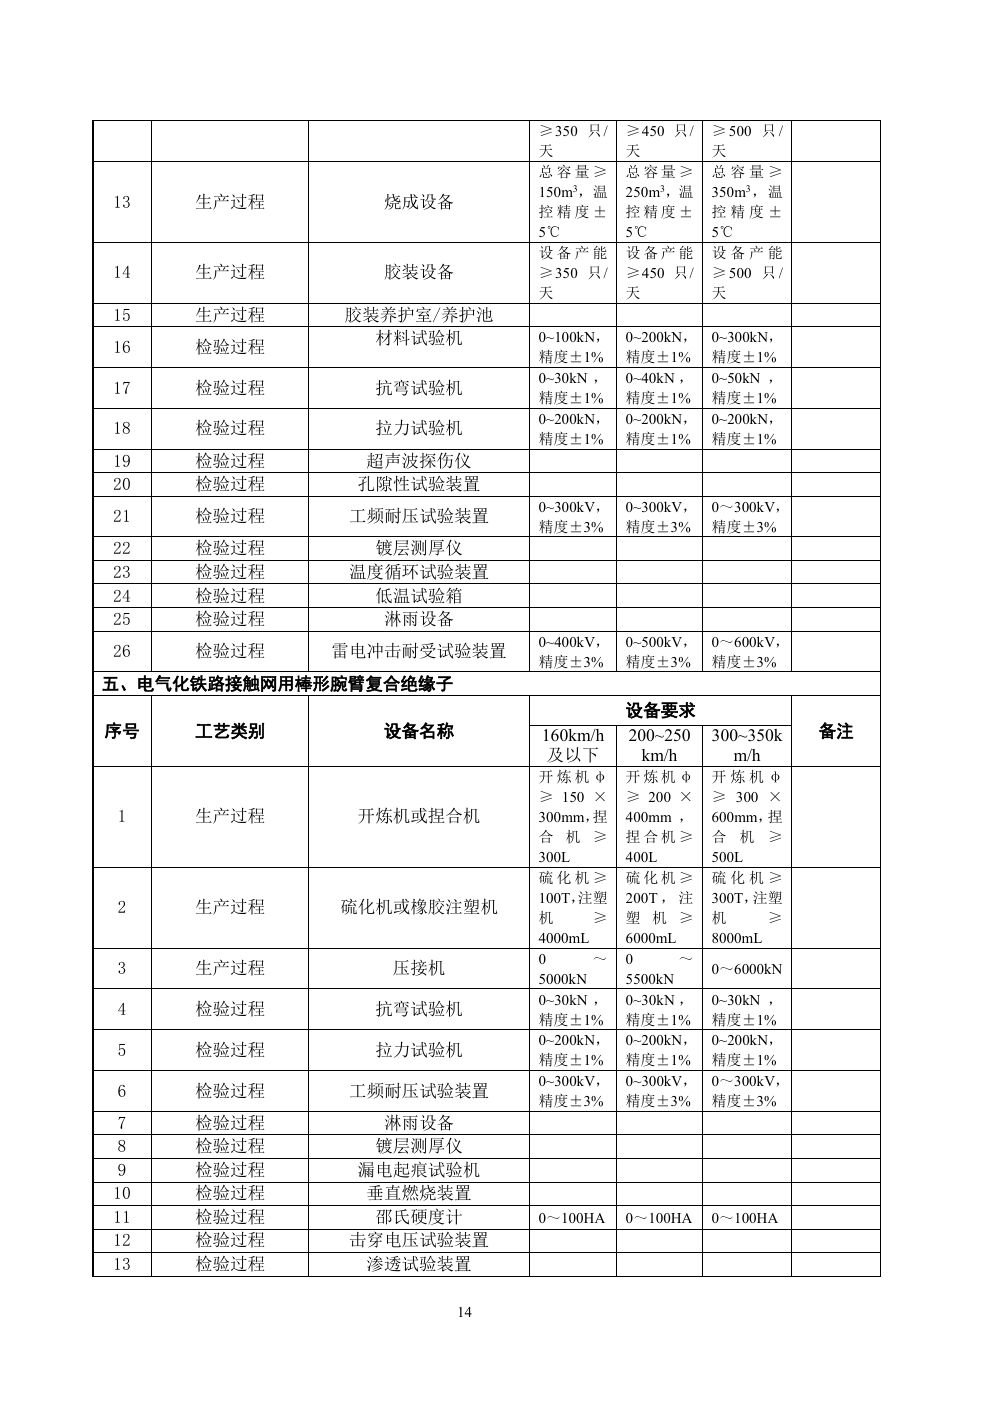 ≥350 只/天 ≥450 只/天 ≥500 只/天
13 生产过程 烧成设备 总容量≥150m³，温控精度±5℃ 总容量≥250m³，温控精度±5℃ 总容量≥350m³，温控精度±5℃
14 生产过程 胶装设备 设备产能≥350 只/天 设备产能≥450 只/天 设备产能≥500 只/天
15 生产过程 胶装养护室/养护池
16 检验过程 材料试验机 0~100kN，精度±1% 0~200kN，精度±1% 0~300kN，精度±1%
17 检验过程 抗弯试验机 0~30kN，精度±1% 0~40kN，精度±1% 0~50kN，精度±1%
18 检验过程 拉力试验机 0~200kN，精度±1% 0~200kN，精度±1% 0~200kN，精度±1%
19 检验过程 超声波探伤仪
20 检验过程 孔隙性试验装置
21 检验过程 工频耐压试验装置 0~300kV，精度±3% 0~300kV，精度±3% 0～300kV，精度±3%
22 检验过程 镀层测厚仪
23 检验过程 温度循环试验装置
24 检验过程 低温试验箱
25 检验过程 淋雨设备
26 检验过程 雷电冲击耐受试验装置 0~400kV，精度±3% 0~500kV，精度±3% 0～600kV，精度±3%
五、电气化铁路接触网用棒形腕臂复合绝缘子
序号 工艺类别 设备名称 设备要求 备注
160km/h及以下 200~250km/h 300~350km/h
1 生产过程 开炼机或捏合机 开炼机φ≥150×300mm，捏合机≥300L 开炼机φ≥200×400mm，捏合机≥400L 开炼机φ≥300×600mm，捏合机≥500L
2 生产过程 硫化机或橡胶注塑机 硫化机≥100T，注塑机≥4000mL 硫化机≥200T，注塑机≥6000mL 硫化机≥300T，注塑机≥8000mL
3 生产过程 压接机 0～5000kN 0～5500kN 0～6000kN
4 检验过程 抗弯试验机 0~30kN，精度±1% 0~30kN，精度±1% 0~30kN，精度±1%
5 检验过程 拉力试验机 0~200kN，精度±1% 0~200kN，精度±1% 0~200kN，精度±1%
6 检验过程 工频耐压试验装置 0~300kV，精度±3% 0~300kV，精度±3% 0～300kV，精度±3%
7 检验过程 淋雨设备
8 检验过程 镀层测厚仪
9 检验过程 漏电起痕试验机
10 检验过程 垂直燃烧装置
11 检验过程 邵氏硬度计 0～100HA 0～100HA 0～100HA
12 检验过程 击穿电压试验装置
13 检验过程 渗透试验装置
14